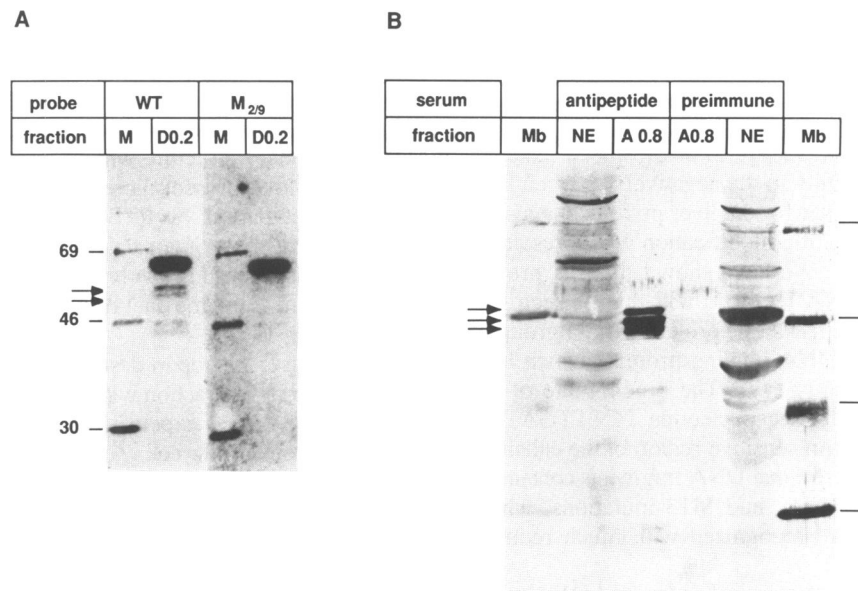 A
probe WT M2/9
fraction M D0.2 M D0.2
69
46
30
B
serum antipeptide preimmune
fraction Mb NE A 0.8 A0.8 NE Mb